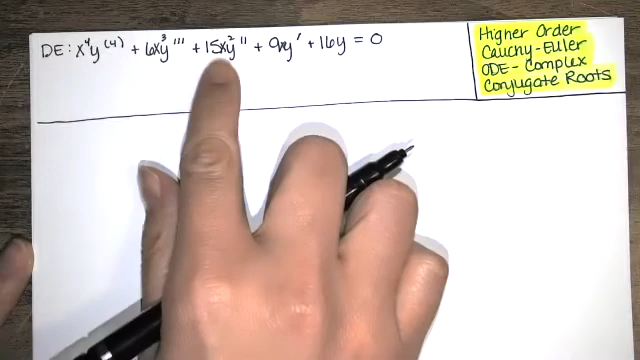 DE: x⁴y⁽⁴⁾ + 6x³y''' + 15x²y'' + 9xy' + 16y = 0
Higher Order
Cauchy-Euler
ODE - Complex
Conjugate Roots